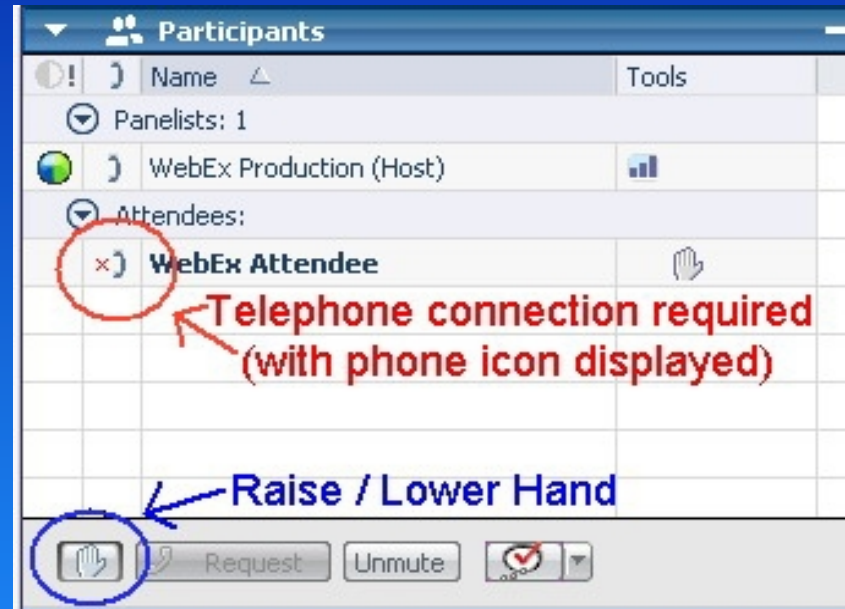 Participants
Name Tools
Panelists: 1
WebEx Production (Host)
Attendees:
WebEx Attendee
Telephone connection required
(with phone icon displayed)
Raise / Lower Hand
Request Unmute